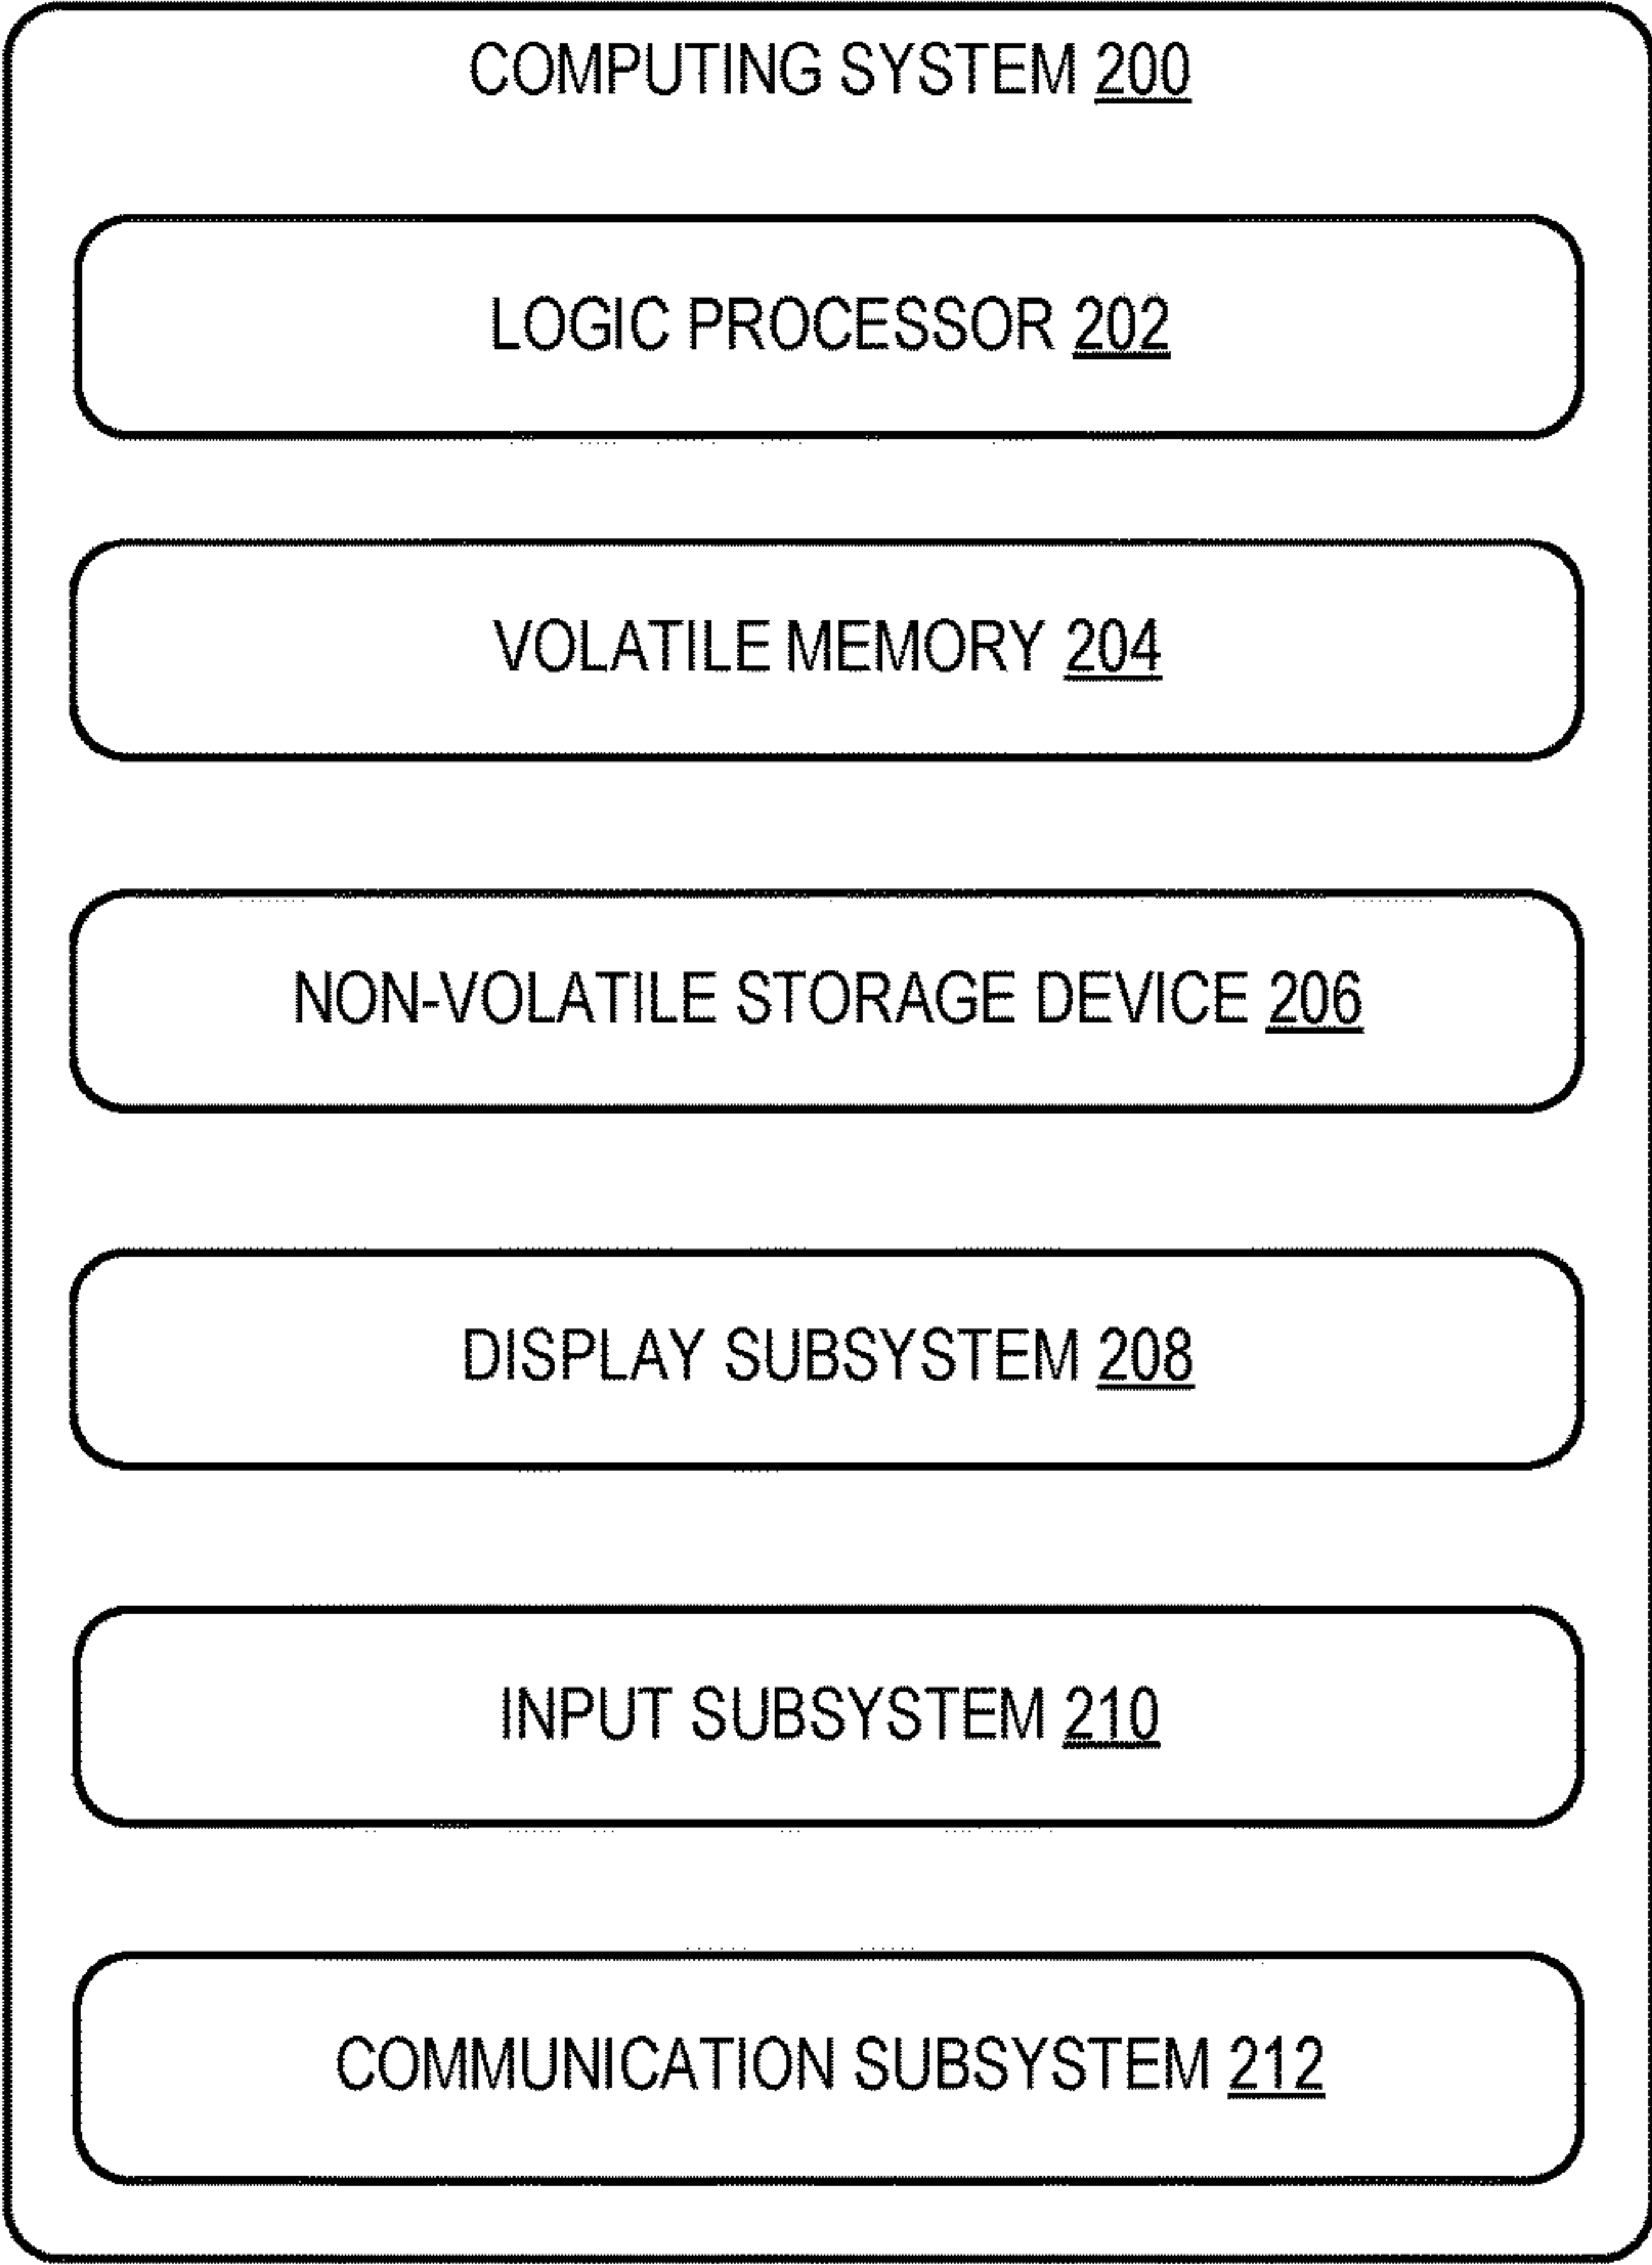 COMPUTING SYSTEM 200
LOGIC PROCESSOR 202
VOLATILE MEMORY 204
NON-VOLATILE STORAGE DEVICE 206
DISPLAY SUBSYSTEM 208
INPUT SUBSYSTEM 210
COMMUNICATION SUBSYSTEM 212